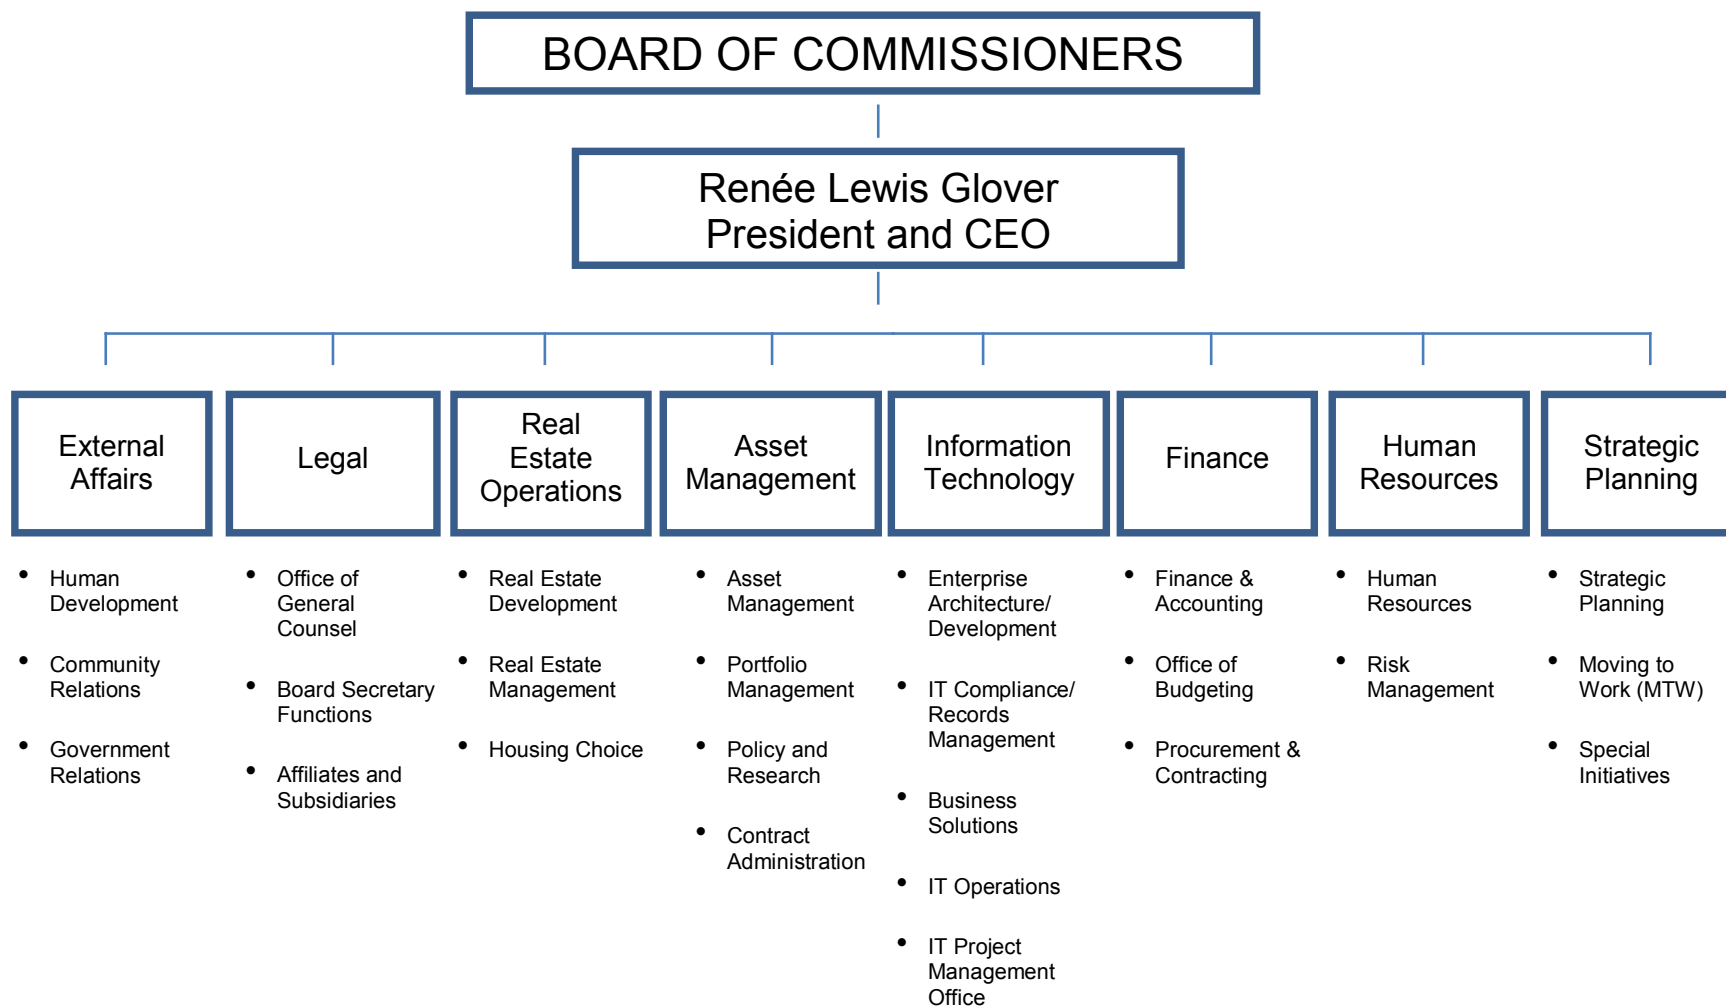 BOARD OF COMMISSIONERS
Renée Lewis Glover
President and CEO
External
Affairs
Legal
Real
Estate
Operations
Asset
Management
Information
Technology
Finance
Human
Resources
Strategic
Planning
• Human
Development
• Community
Relations
• Government
Relations
• Office of
General
Counsel
• Board Secretary
Functions
• Affiliates and
Subsidiaries
• Real Estate
Development
• Real Estate
Management
• Housing Choice
• Asset
Management
• Portfolio
Management
• Policy and
Research
• Contract
Administration
• Enterprise
Architecture/
Development
• IT Compliance/
Records
Management
• Business
Solutions
• IT Operations
• IT Project
Management
Office
• Finance &
Accounting
• Office of
Budgeting
• Procurement &
Contracting
• Human
Resources
• Risk
Management
• Strategic
Planning
• Moving to
Work (MTW)
• Special
Initiatives